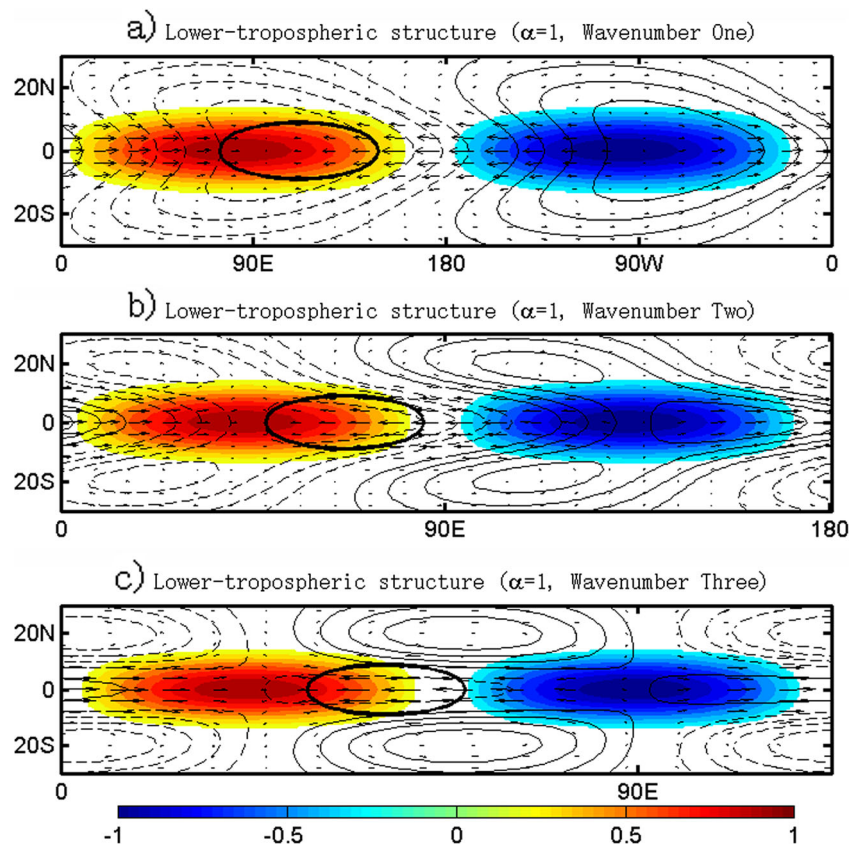 a) Lower-tropospheric structure (α=1, Wavenumber One)
20N
0
20S
0 90E 180 90W 0
b) Lower-tropospheric structure (α=1, Wavenumber Two)
20N
0
20S
0 90E 180
c) Lower-tropospheric structure (α=1, Wavenumber Three)
20N
0
20S
0 90E
-1 -0.5 0 0.5 1